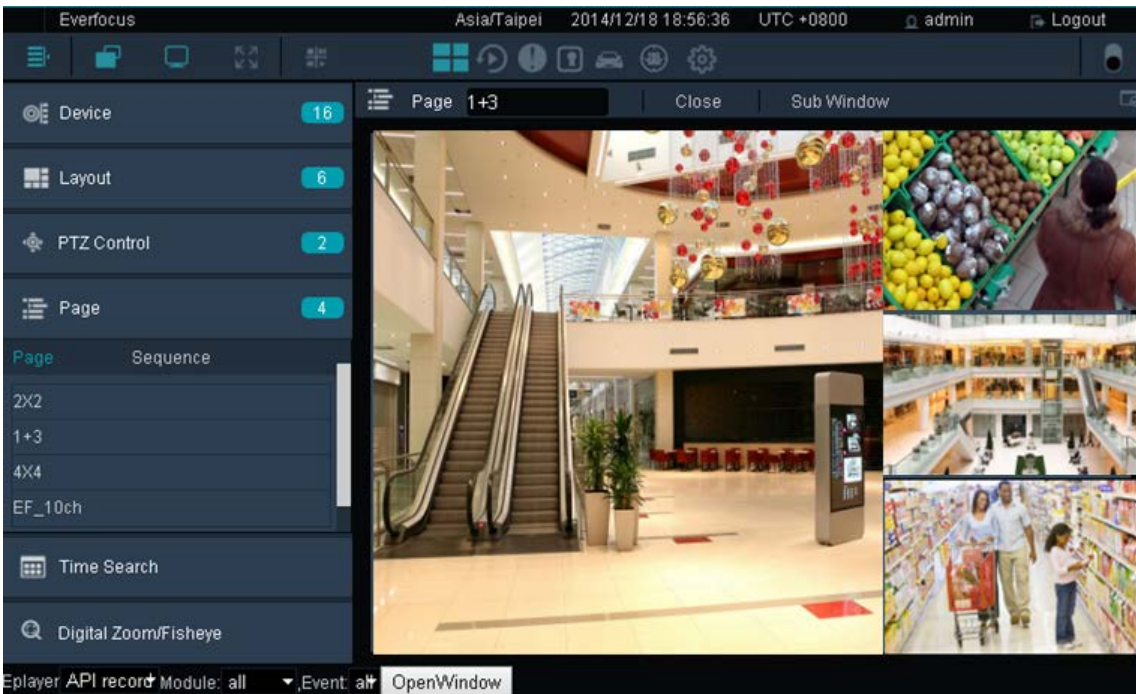 Everfocus Asia/Taipei 2014/12/18 18:56:36 UTC +0800 admin Logout
Page 1+3 Close Sub Window
Device 16
Layout 6
PTZ Control 2
Page 4
Page Sequence
2X2
1+3
4X4
EF_10ch
Time Search
Digital Zoom/Fisheye
Eplayer API record Module: all ,Event: all OpenWindow